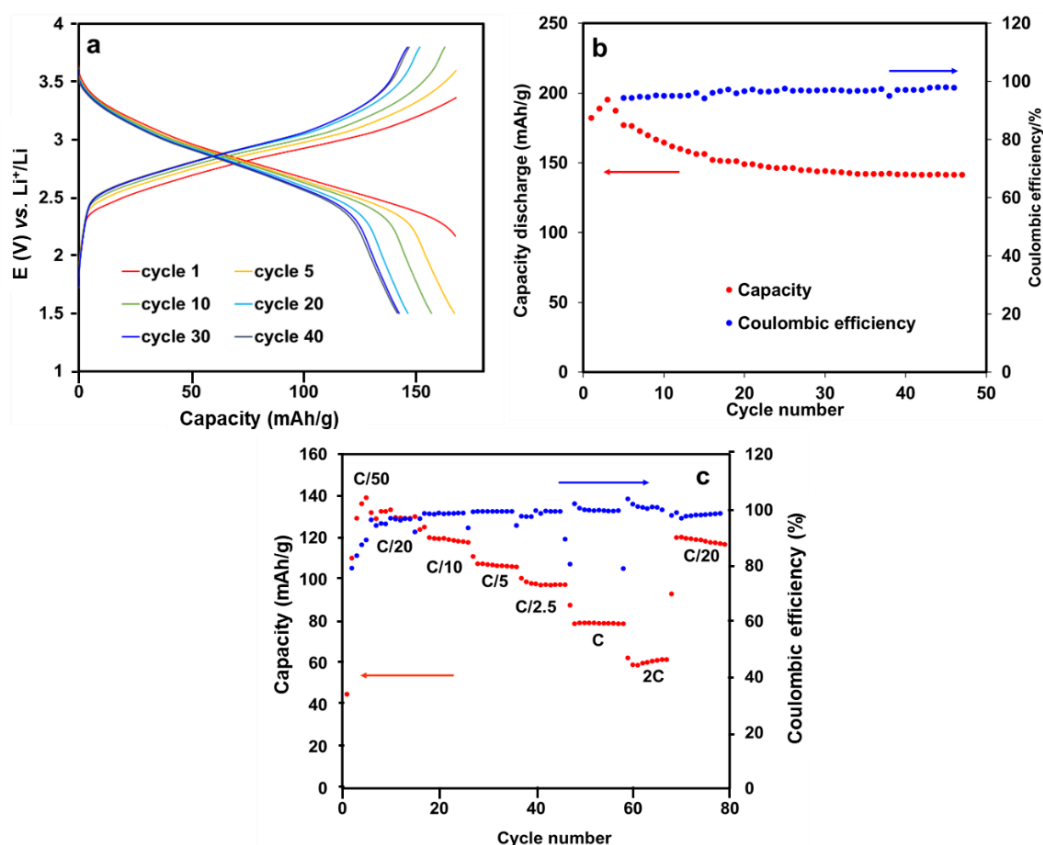 a
4
3.5
3
2.5
2
1.5
1
E (V) vs. Li⁺/Li
cycle 1
cycle 5
cycle 10
cycle 20
cycle 30
cycle 40
0
50
100
150
Capacity (mAh/g)
b
250
200
150
100
50
0
Capacity discharge (mAh/g)
120
100
80
60
40
20
0
Coulombic efficiency/%
Capacity
Coulombic efficiency
0
10
20
30
40
50
Cycle number
c
160
140
120
100
80
60
40
20
0
Capacity (mAh/g)
C/50
C/20
C/10
C/5
C/2.5
C
2C
C/20
120
100
80
60
40
20
0
Coulombic efficiency (%)
0
20
40
60
80
Cycle number